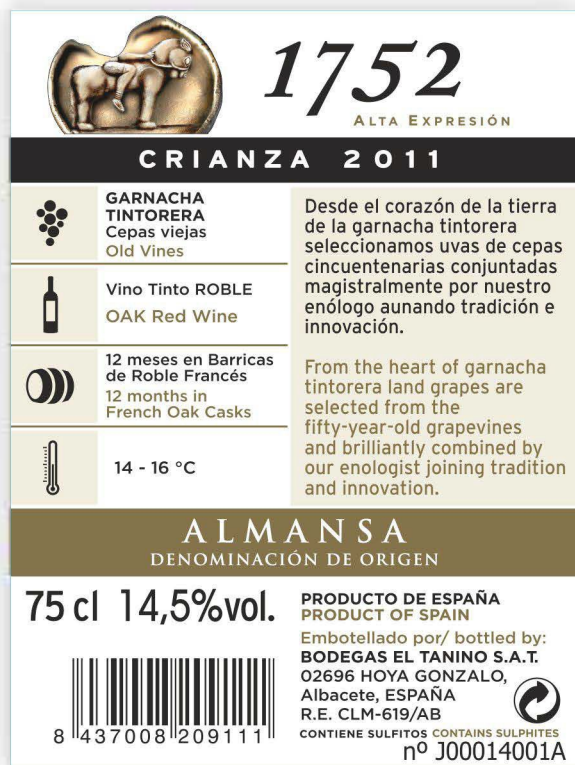 1752
ALTA EXPRESIÓN
CRIANZA 2011
GARNACHA
TINTORERA
Cepas viejas
Old Vines
Vino Tinto ROBLE
OAK Red Wine
12 meses en Barricas
de Roble Francés
12 months in
French Oak Casks
14 - 16 °C
Desde el corazón de la tierra
de la garnacha tintorera
seleccionamos uvas de cepas
cincuentenarias conjuntadas
magistralmente por nuestro
enólogo aunando tradición e
innovación.
From the heart of garnacha
tintorera land grapes are
selected from the
fifty-year-old grapevines
and brilliantly combined by
our enologist joining tradition
and innovation.
ALMANSA
DENOMINACIÓN DE ORIGEN
75 cl 14,5%vol.
PRODUCTO DE ESPAÑA
PRODUCT OF SPAIN
Embotellado por/ bottled by:
BODEGAS EL TANINO S.A.T.
02696 HOYA GONZALO,
Albacete, ESPAÑA
R.E. CLM-619/AB
CONTIENE SULFITOS CONTAINS SULPHITES
nº J00014001A
8 437008 209111